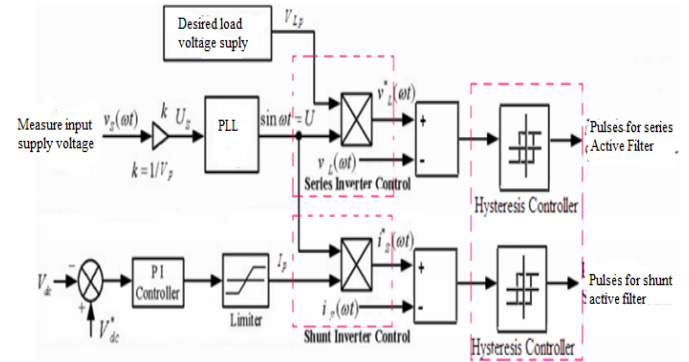 Desired load
voltage suply
V_Lp
Measure input
supply voltage
v_S(ωt)
k
k=1/V_p
U_S
PLL
sin ωt=U
v*_L(ωt)
v_L(ωt)
+
-
Series Inverter Control
Hysteresis Controller
Pulses for series
Active Filter
V_dc
-
+
V*_dc
PI
Controller
Limiter
I_p
i*_S(ωt)
i_S(ωt)
+
-
Shunt Inverter Control
Hysteresis Controller
Pulses for shunt
active filter